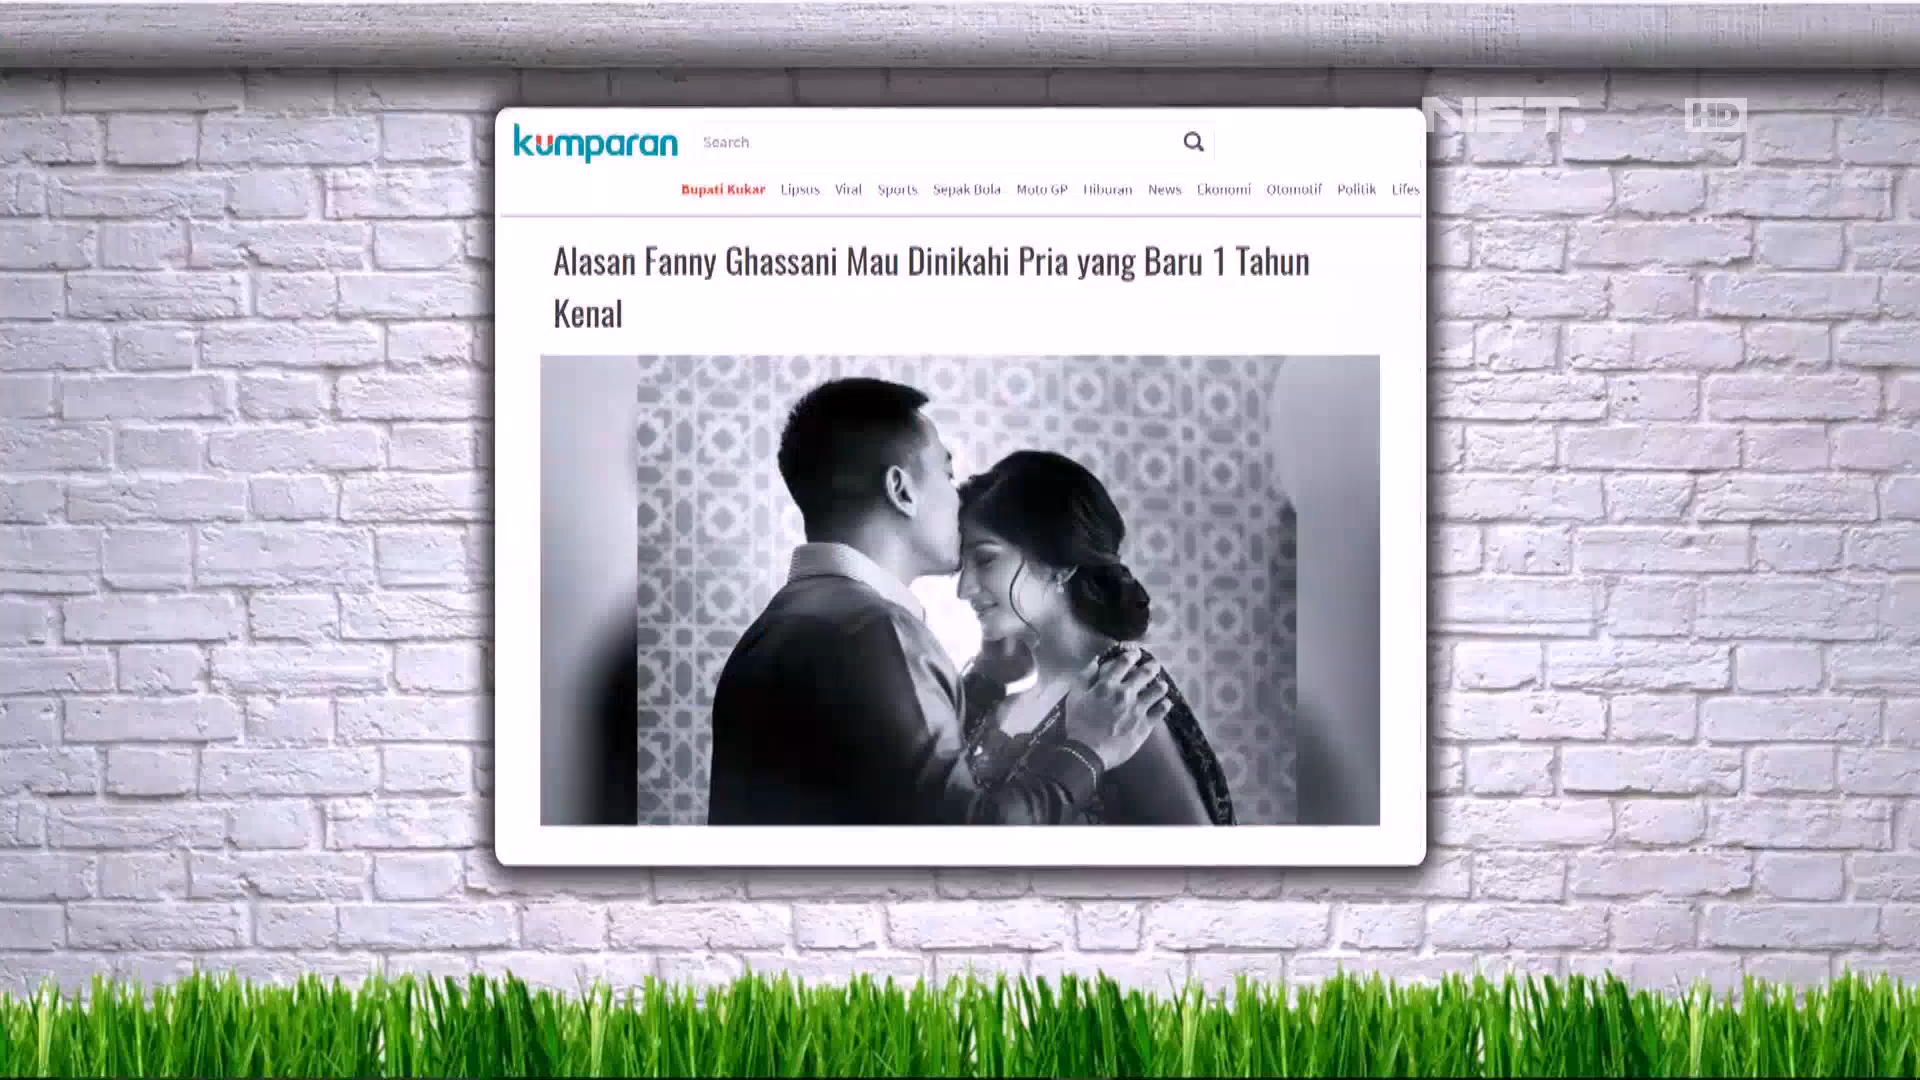 NET. HD
kumparan Search
Bupati Kukar Lipsus Viral Sports Sepak Bola Moto GP Hiburan News Ekonomi Otomotif Politik Lifes
Alasan Fanny Ghassani Mau Dinikahi Pria yang Baru 1 Tahun
Kenal